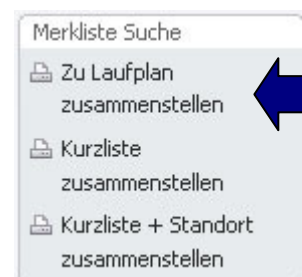 Merkliste Suche
Zu Laufplan
zusammenstellen
Kurzliste
zusammenstellen
Kurzliste + Standort
zusammenstellen